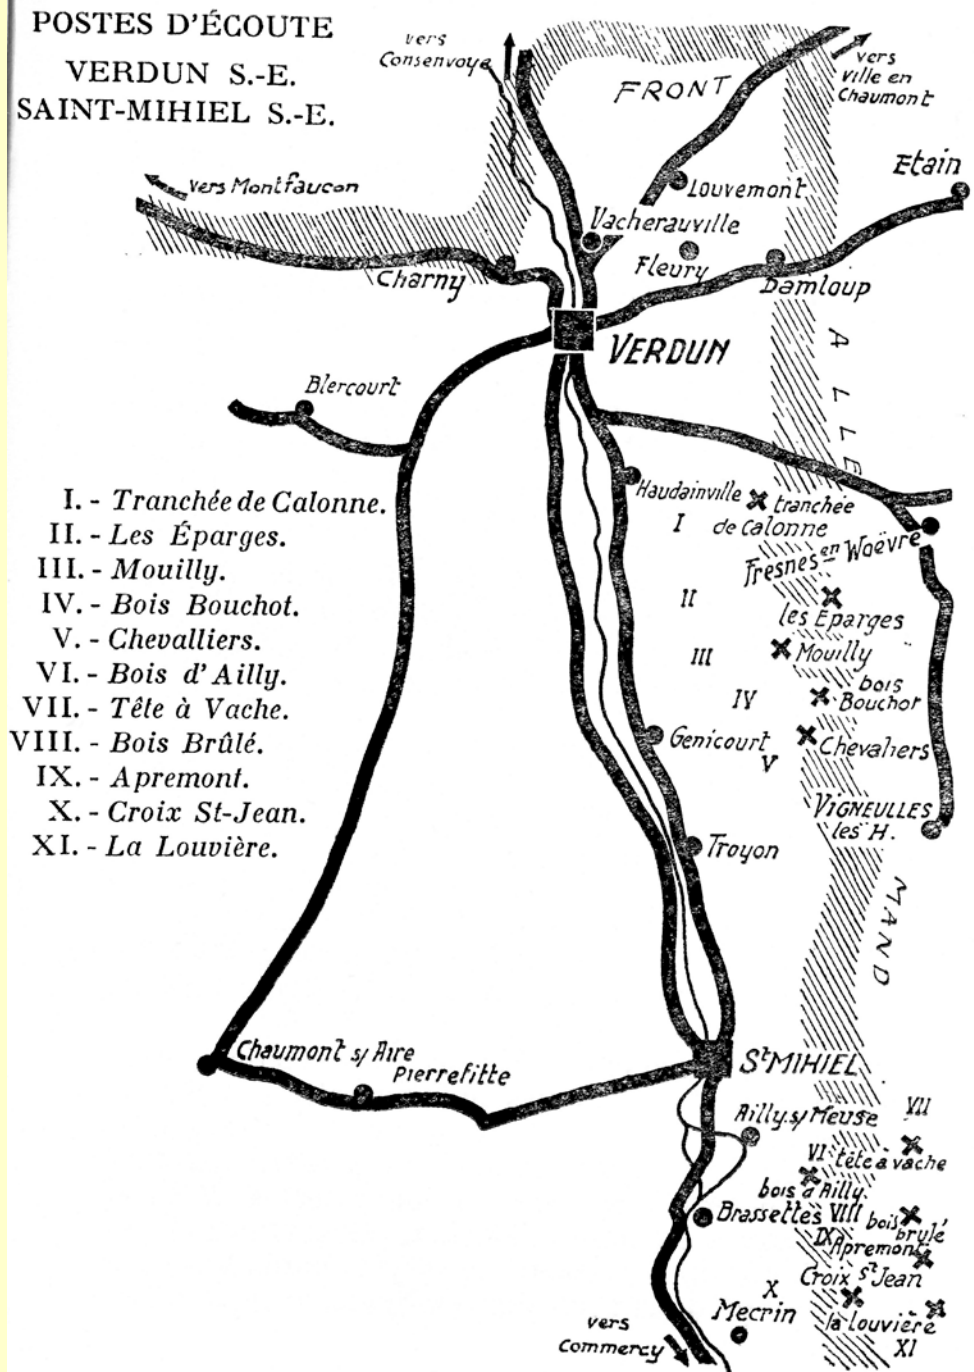 POSTES D'ÉCOUTE
VERDUN S.-E.
SAINT-MIHIEL S.-E.
vers
Consenvoye
FRONT
vers
ville en
Chaumont
vers Montfaucon
Louvemont
Etain
Vacherauville
Charny
Fleury
Damloup
VERDUN
ALLE
Blercourt
I. - Tranchée de Calonne.
II. - Les Éparges.
III. - Mouilly.
IV. - Bois Bouchot.
V. - Chevalliers.
VI. - Bois d'Ailly.
VII. - Tête à Vache.
VIII. - Bois Brûlé.
IX. - Apremont.
X. - Croix St-Jean.
XI. - La Louvière.
Haudainville
tranchée
I de Calonne
Fresnes en Woëvre
II
les Eparges
III
Mouilly
IV
bois
Bouchot
Genicourt
V
Chevaliers
VIGNEULLES
les H.
Troyon
MAND
Chaumont s/ Aire
Pierrefitte
St MIHIEL
Ailly s/ Meuse
VII
VI tête à vache
bois d'Ailly.
Brassettes VIII bois
brulé
IX Apremont
Croix St Jean
X
Mecrin
la louvière
XI
vers
Commercy